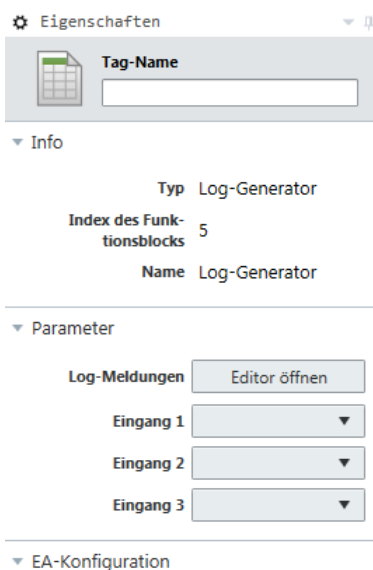 Eigenschaften
Tag-Name
Info
Typ Log-Generator
Index des Funk-
tionsblocks 5
Name Log-Generator
Parameter
Log-Meldungen Editor öffnen
Eingang 1
Eingang 2
Eingang 3
EA-Konfiguration